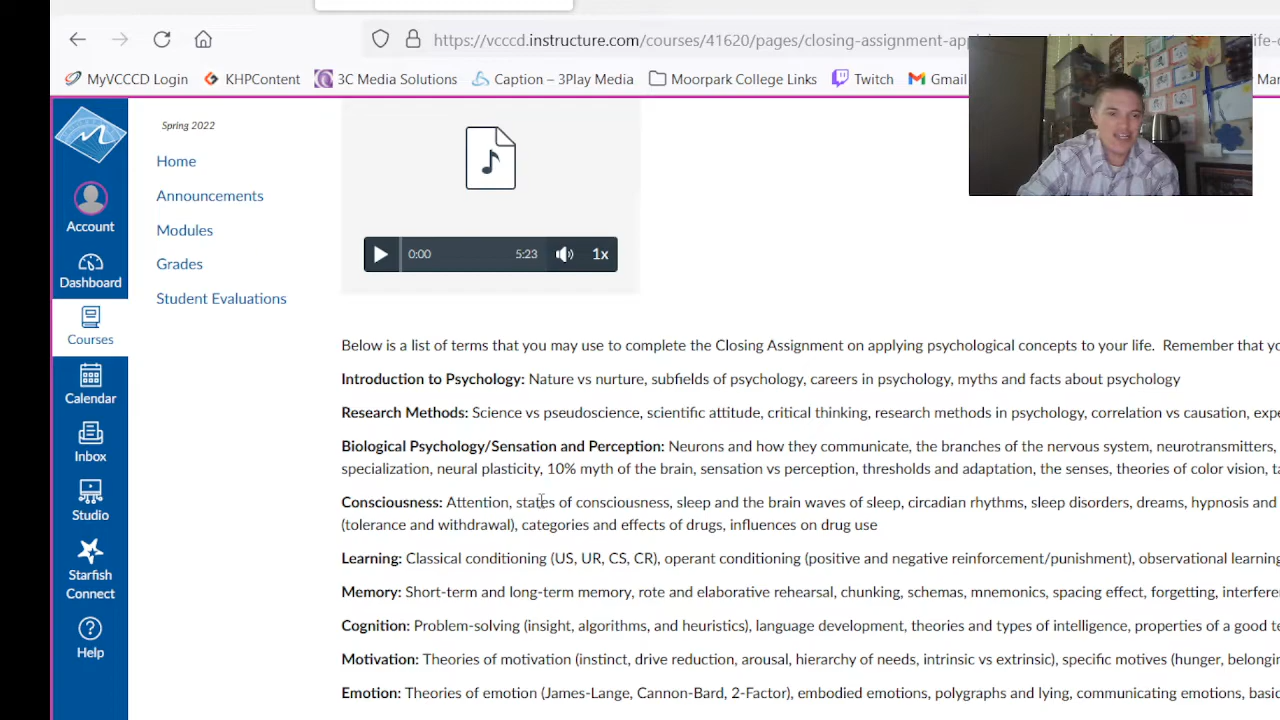 https://vcccd.instructure.com/courses/41620/pages/closing-assignment-
MyVCCCD Login KHPContent 3C Media Solutions Caption – 3Play Media Moorpark College Links Twitch Gmail
Spring 2022
Home
Announcements
Modules
Grades
Student Evaluations
Account
Dashboard
Courses
Calendar
Inbox
Studio
Starfish
Connect
Help
0:00 5:23 1x
Below is a list of terms that you may use to complete the Closing Assignment on applying psychological concepts to your life. Remember that
Introduction to Psychology: Nature vs nurture, subfields of psychology, careers in psychology, myths and facts about psychology
Research Methods: Science vs pseudoscience, scientific attitude, critical thinking, research methods in psychology, correlation vs causation,
Biological Psychology/Sensation and Perception: Neurons and how they communicate, the branches of the nervous system, neurotransmitters,
specialization, neural plasticity, 10% myth of the brain, sensation vs perception, thresholds and adaptation, the senses, theories of color vision,
Consciousness: Attention, states of consciousness, sleep and the brain waves of sleep, circadian rhythms, sleep disorders, dreams, hypnosis and
(tolerance and withdrawal), categories and effects of drugs, influences on drug use
Learning: Classical conditioning (US, UR, CS, CR), operant conditioning (positive and negative reinforcement/punishment), observational learning
Memory: Short-term and long-term memory, rote and elaborative rehearsal, chunking, schemas, mnemonics, spacing effect, forgetting,
Cognition: Problem-solving (insight, algorithms, and heuristics), language development, theories and types of intelligence, properties of a good
Motivation: Theories of motivation (instinct, drive reduction, arousal, hierarchy of needs, intrinsic vs extrinsic), specific motives (hunger,
Emotion: Theories of emotion (James-Lange, Cannon-Bard, 2-Factor), embodied emotions, polygraphs and lying, communicating emotions,